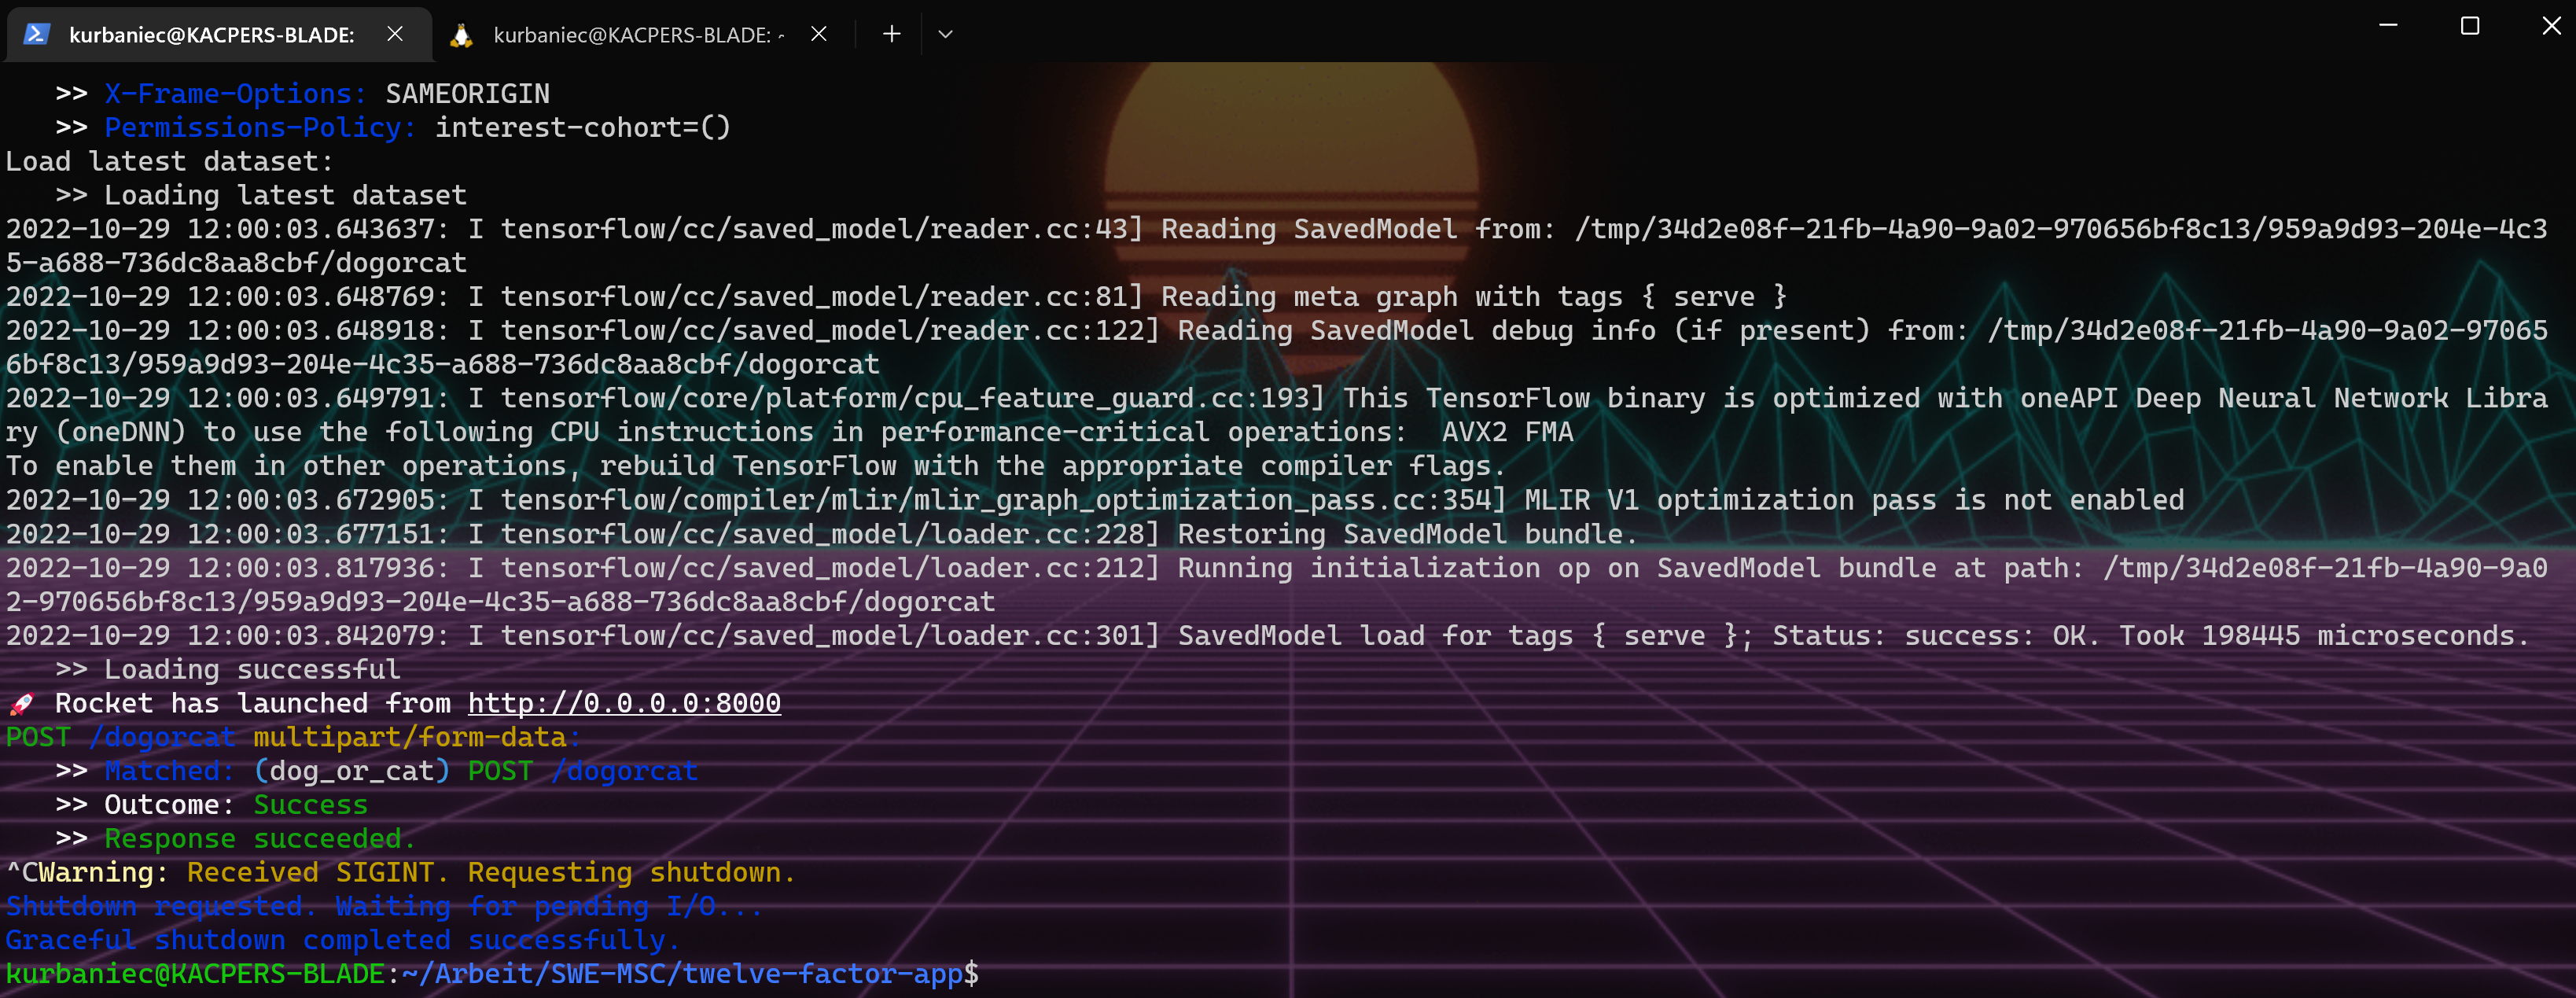 kurbaniec@KACPERS-BLADE:
kurbaniec@KACPERS-BLADE: ~
>> X-Frame-Options: SAMEORIGIN
>> Permissions-Policy: interest-cohort=()
Load latest dataset:
>> Loading latest dataset
2022-10-29 12:00:03.643637: I tensorflow/cc/saved_model/reader.cc:43] Reading SavedModel from: /tmp/34d2e08f-21fb-4a90-9a02-970656bf8c13/959a9d93-204e-4c3
5-a688-736dc8aa8cbf/dogorcat
2022-10-29 12:00:03.648769: I tensorflow/cc/saved_model/reader.cc:81] Reading meta graph with tags { serve }
2022-10-29 12:00:03.648918: I tensorflow/cc/saved_model/reader.cc:122] Reading SavedModel debug info (if present) from: /tmp/34d2e08f-21fb-4a90-9a02-97065
6bf8c13/959a9d93-204e-4c35-a688-736dc8aa8cbf/dogorcat
2022-10-29 12:00:03.649791: I tensorflow/core/platform/cpu_feature_guard.cc:193] This TensorFlow binary is optimized with oneAPI Deep Neural Network Libra
ry (oneDNN) to use the following CPU instructions in performance-critical operations:  AVX2 FMA
To enable them in other operations, rebuild TensorFlow with the appropriate compiler flags.
2022-10-29 12:00:03.672905: I tensorflow/compiler/mlir/mlir_graph_optimization_pass.cc:354] MLIR V1 optimization pass is not enabled
2022-10-29 12:00:03.677151: I tensorflow/cc/saved_model/loader.cc:228] Restoring SavedModel bundle.
2022-10-29 12:00:03.817936: I tensorflow/cc/saved_model/loader.cc:212] Running initialization op on SavedModel bundle at path: /tmp/34d2e08f-21fb-4a90-9a0
2-970656bf8c13/959a9d93-204e-4c35-a688-736dc8aa8cbf/dogorcat
2022-10-29 12:00:03.842079: I tensorflow/cc/saved_model/loader.cc:301] SavedModel load for tags { serve }; Status: success: OK. Took 198445 microseconds.
>> Loading successful
🚀 Rocket has launched from http://0.0.0.0:8000
POST /dogorcat multipart/form-data:
>> Matched: (dog_or_cat) POST /dogorcat
>> Outcome: Success
>> Response succeeded.
^CWarning: Received SIGINT. Requesting shutdown.
Shutdown requested. Waiting for pending I/O...
Graceful shutdown completed successfully.
kurbaniec@KACPERS-BLADE:~/Arbeit/SWE-MSC/twelve-factor-app$